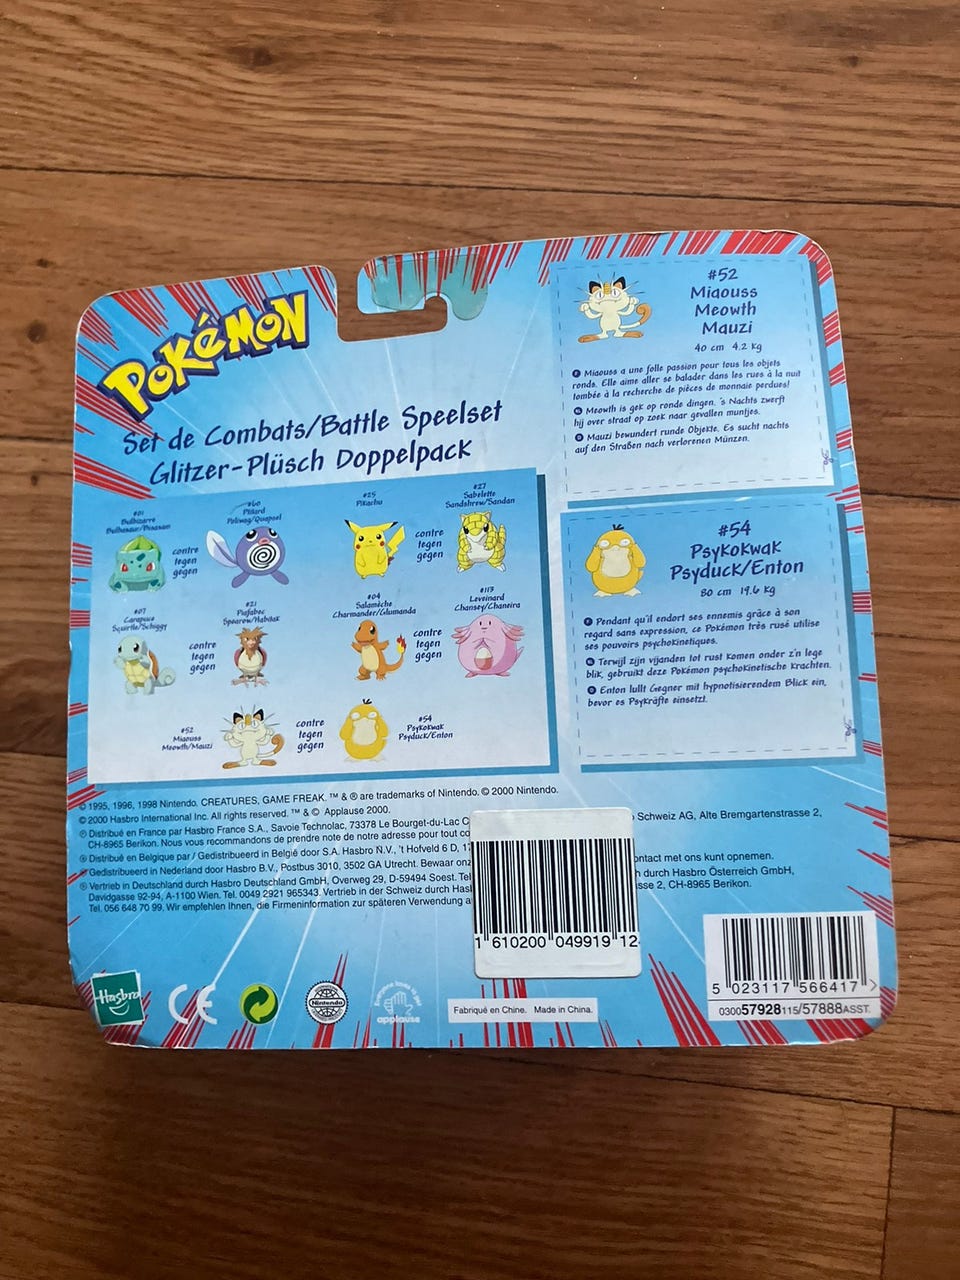 POKéMON
Set de Combats/Battle Speelset
Glitzer-Plüsch Doppelpack
#01
Bulbizarre
Bulbasaur/Bisasam
contre
tegen
gegen
#60
Ptitard
Poliwag/Quapsel
#25
Pikachu
contre
tegen
gegen
#27
Sabelette
Sandshrew/Sandan
#07
Carapuce
Squirtle/Schiggy
contre
tegen
gegen
#21
Piafabec
Spearow/Habitak
#04
Salamèche
Charmander/Glumanda
contre
tegen
gegen
#113
Leveinard
Chansey/Chaneira
#52
Miaouss
Meowth/Mauzi
contre
tegen
gegen
#54
Psykokwak
Psyduck/Enton
#52
Miaouss
Meowth
Mauzi
40 cm 4.2 kg
F Miaouss a une folle passion pour tous les objets
ronds. Elle aime aller se balader dans les rues à la nuit
tombée à la recherche de pièces de monnaie perdues!
NL Meowth is gek op ronde dingen. 's Nachts zwerft
hij over straat op zoek naar gevallen muntjes.
D Mauzi bewundert runde Objekte. Es sucht nachts
auf den Straßen nach verlorenen Münzen.
#54
Psykokwak
Psyduck/Enton
80 cm 19.6 kg
F Pendant qu'il endort ses ennemis grâce à son
regard sans expression, ce Pokémon très rusé utilise
ses pouvoirs psychokinetiques.
NL Terwijl zijn vijanden tot rust komen onder z'n lege
blik, gebruikt deze Pokémon psychokinetische krachten.
D Enton lullt Gegner mit hypnotisierendem Blick ein,
bevor es Psykräfte einsetzt.
© 1995, 1996, 1998 Nintendo, CREATURES, GAME FREAK. ™ & ® are trademarks of Nintendo. © 2000 Nintendo.
© 2000 Hasbro International Inc. All rights reserved. ™ & © Applause 2000.
F Distribué en France par Hasbro France S.A., Savoie Technolac, 73378 Le Bourget-du-Lac C Schweiz AG, Alte Bremgartenstrasse 2,
CH-8965 Berikon. Nous vous recommandons de prendre note de notre adresse pour tout co
B Distribué en Belgique par / Gedistribueerd in België door S.A. Hasbro N.V., 't Hofveld 6 D, 17 ontact met ons kunt opnemen.
Gedistribueerd in Nederland door Hasbro B.V., Postbus 3010, 3502 GA Utrecht. Bewaar onz
D Vertrieb in Deutschland durch Hasbro Deutschland GmbH, Overweg 29, D-59494 Soest. Tel h durch Hasbro Österreich GmbH,
Davidgasse 92-94, A-1100 Wien. Tel. 0049 2921 965343. Vertrieb in der Schweiz durch Hasl sse 2, CH-8965 Berikon.
Tel. 056 648 70 99. Wir empfehlen Ihnen, die Firmeninformation zur späteren Verwendung a
1 610200 049919 12
Hasbro
CE
Nintendo
applause
Fabriqué en Chine. Made in China.
5 023117 566417 >
030057928115/57888ASST.